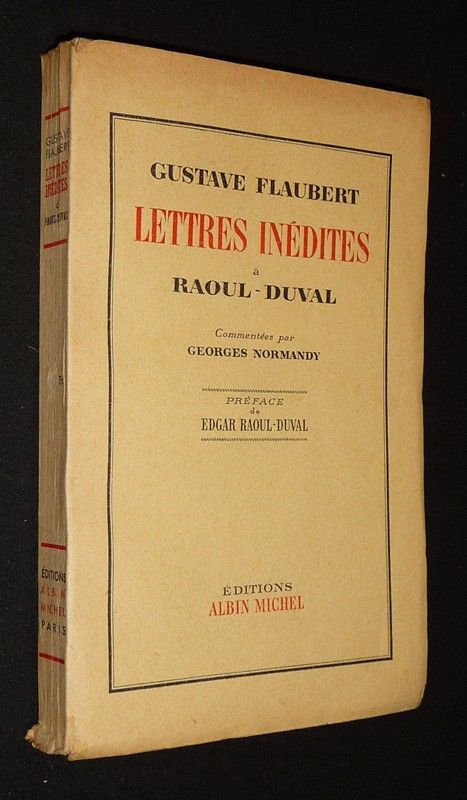 GUSTAVE FLAUBERT
LETTRES INÉDITES
à
RAOUL-DUVAL
Commentées par
GEORGES NORMANDY
PRÉFACE
de
EDGAR RAOUL-DUVAL
ÉDITIONS
ALBIN MICHEL
GUSTAVE
FLAUBERT
LETTRES
INÉDITES
à
RAOUL-DUVAL
ÉDITIONS
ALBIN
MICHEL
PARIS